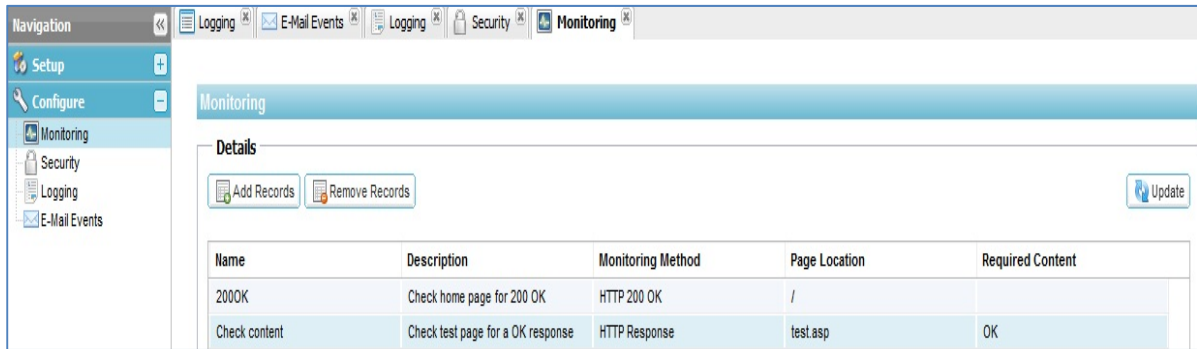 Navigation
Logging
E-Mail Events
Logging
Security
Monitoring
Setup
Configure
Monitoring
Security
Logging
E-Mail Events
Monitoring
Details
Add Records
Remove Records
Update
Name Description Monitoring Method Page Location Required Content
200OK Check home page for 200 OK HTTP 200 OK /
Check content Check test page for a OK response HTTP Response test.asp OK